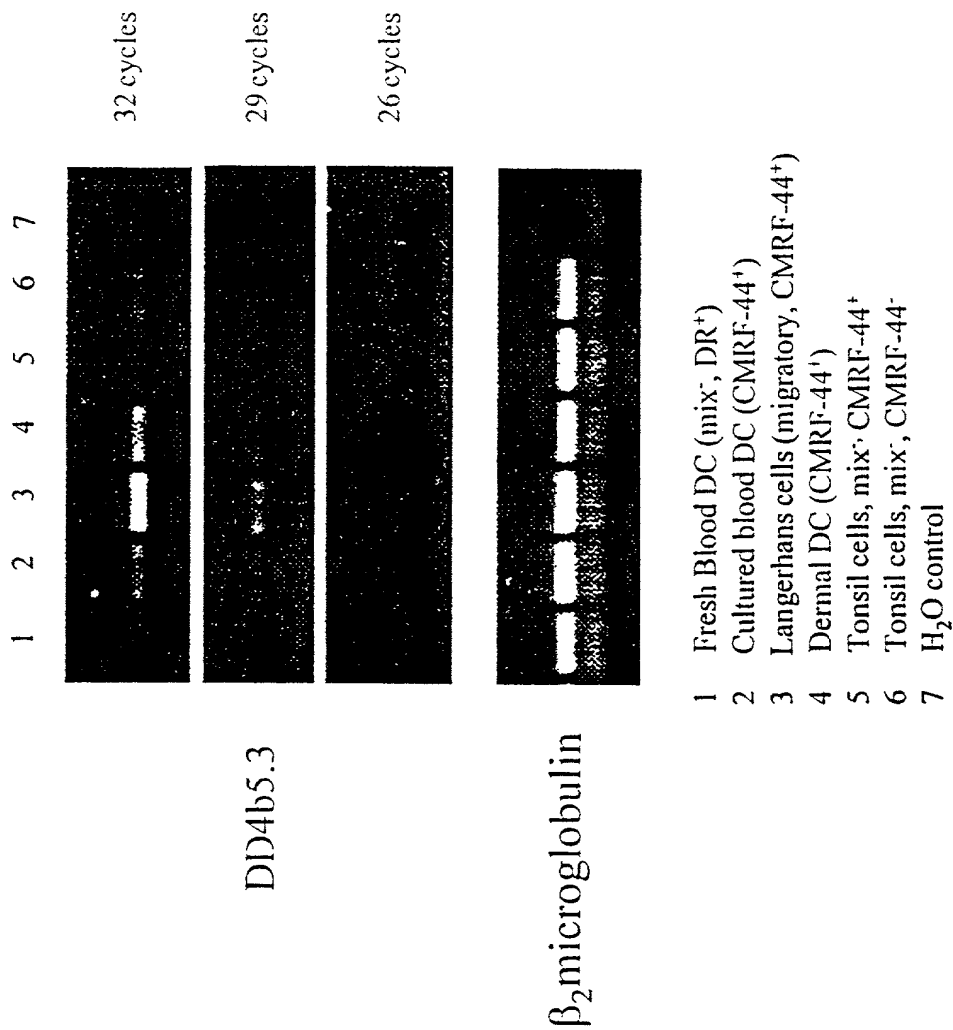 1 2 3 4 5 6 7
32 cycles
DD4b5.3
29 cycles
26 cycles
β₂microglobulin
1 Fresh Blood DC (mix⁻, DR⁺)
2 Cultured blood DC (CMRF-44⁺)
3 Langerhans cells (migratory, CMRF-44⁺)
4 Dermal DC (CMRF-44⁺)
5 Tonsil cells, mix⁻, CMRF-44⁺
6 Tonsil cells, mix⁻, CMRF-44⁻
7 H₂O control